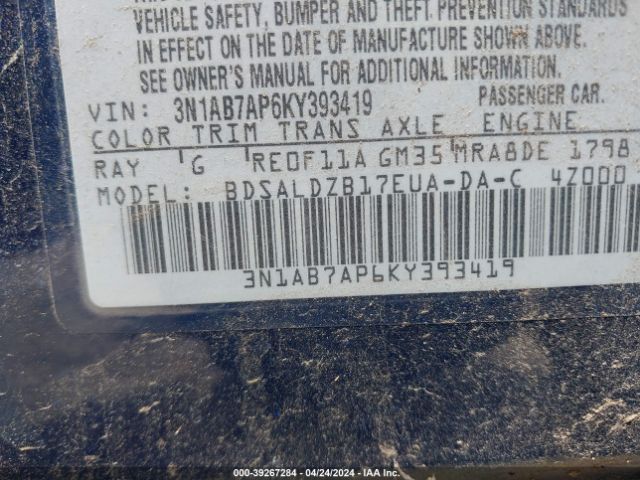 VEHICLE SAFETY, BUMPER AND THEFT PREVENTION STANDARDS
IN EFFECT ON THE DATE OF MANUFACTURE SHOWN ABOVE.
SEE OWNER'S MANUAL FOR ADDITIONAL INFORMATION.
VIN: 3N1AB7AP6KY393419 PASSENGER CAR.
COLOR TRIM TRANS AXLE ENGINE
RAY G RE0F11A GM35 MRA8DE 1798
MODEL: BDSALDZB17EUA-DA-C 4Z000
3N1AB7AP6KY393419
000-39267284 - 04/24/2024 - IAA Inc.